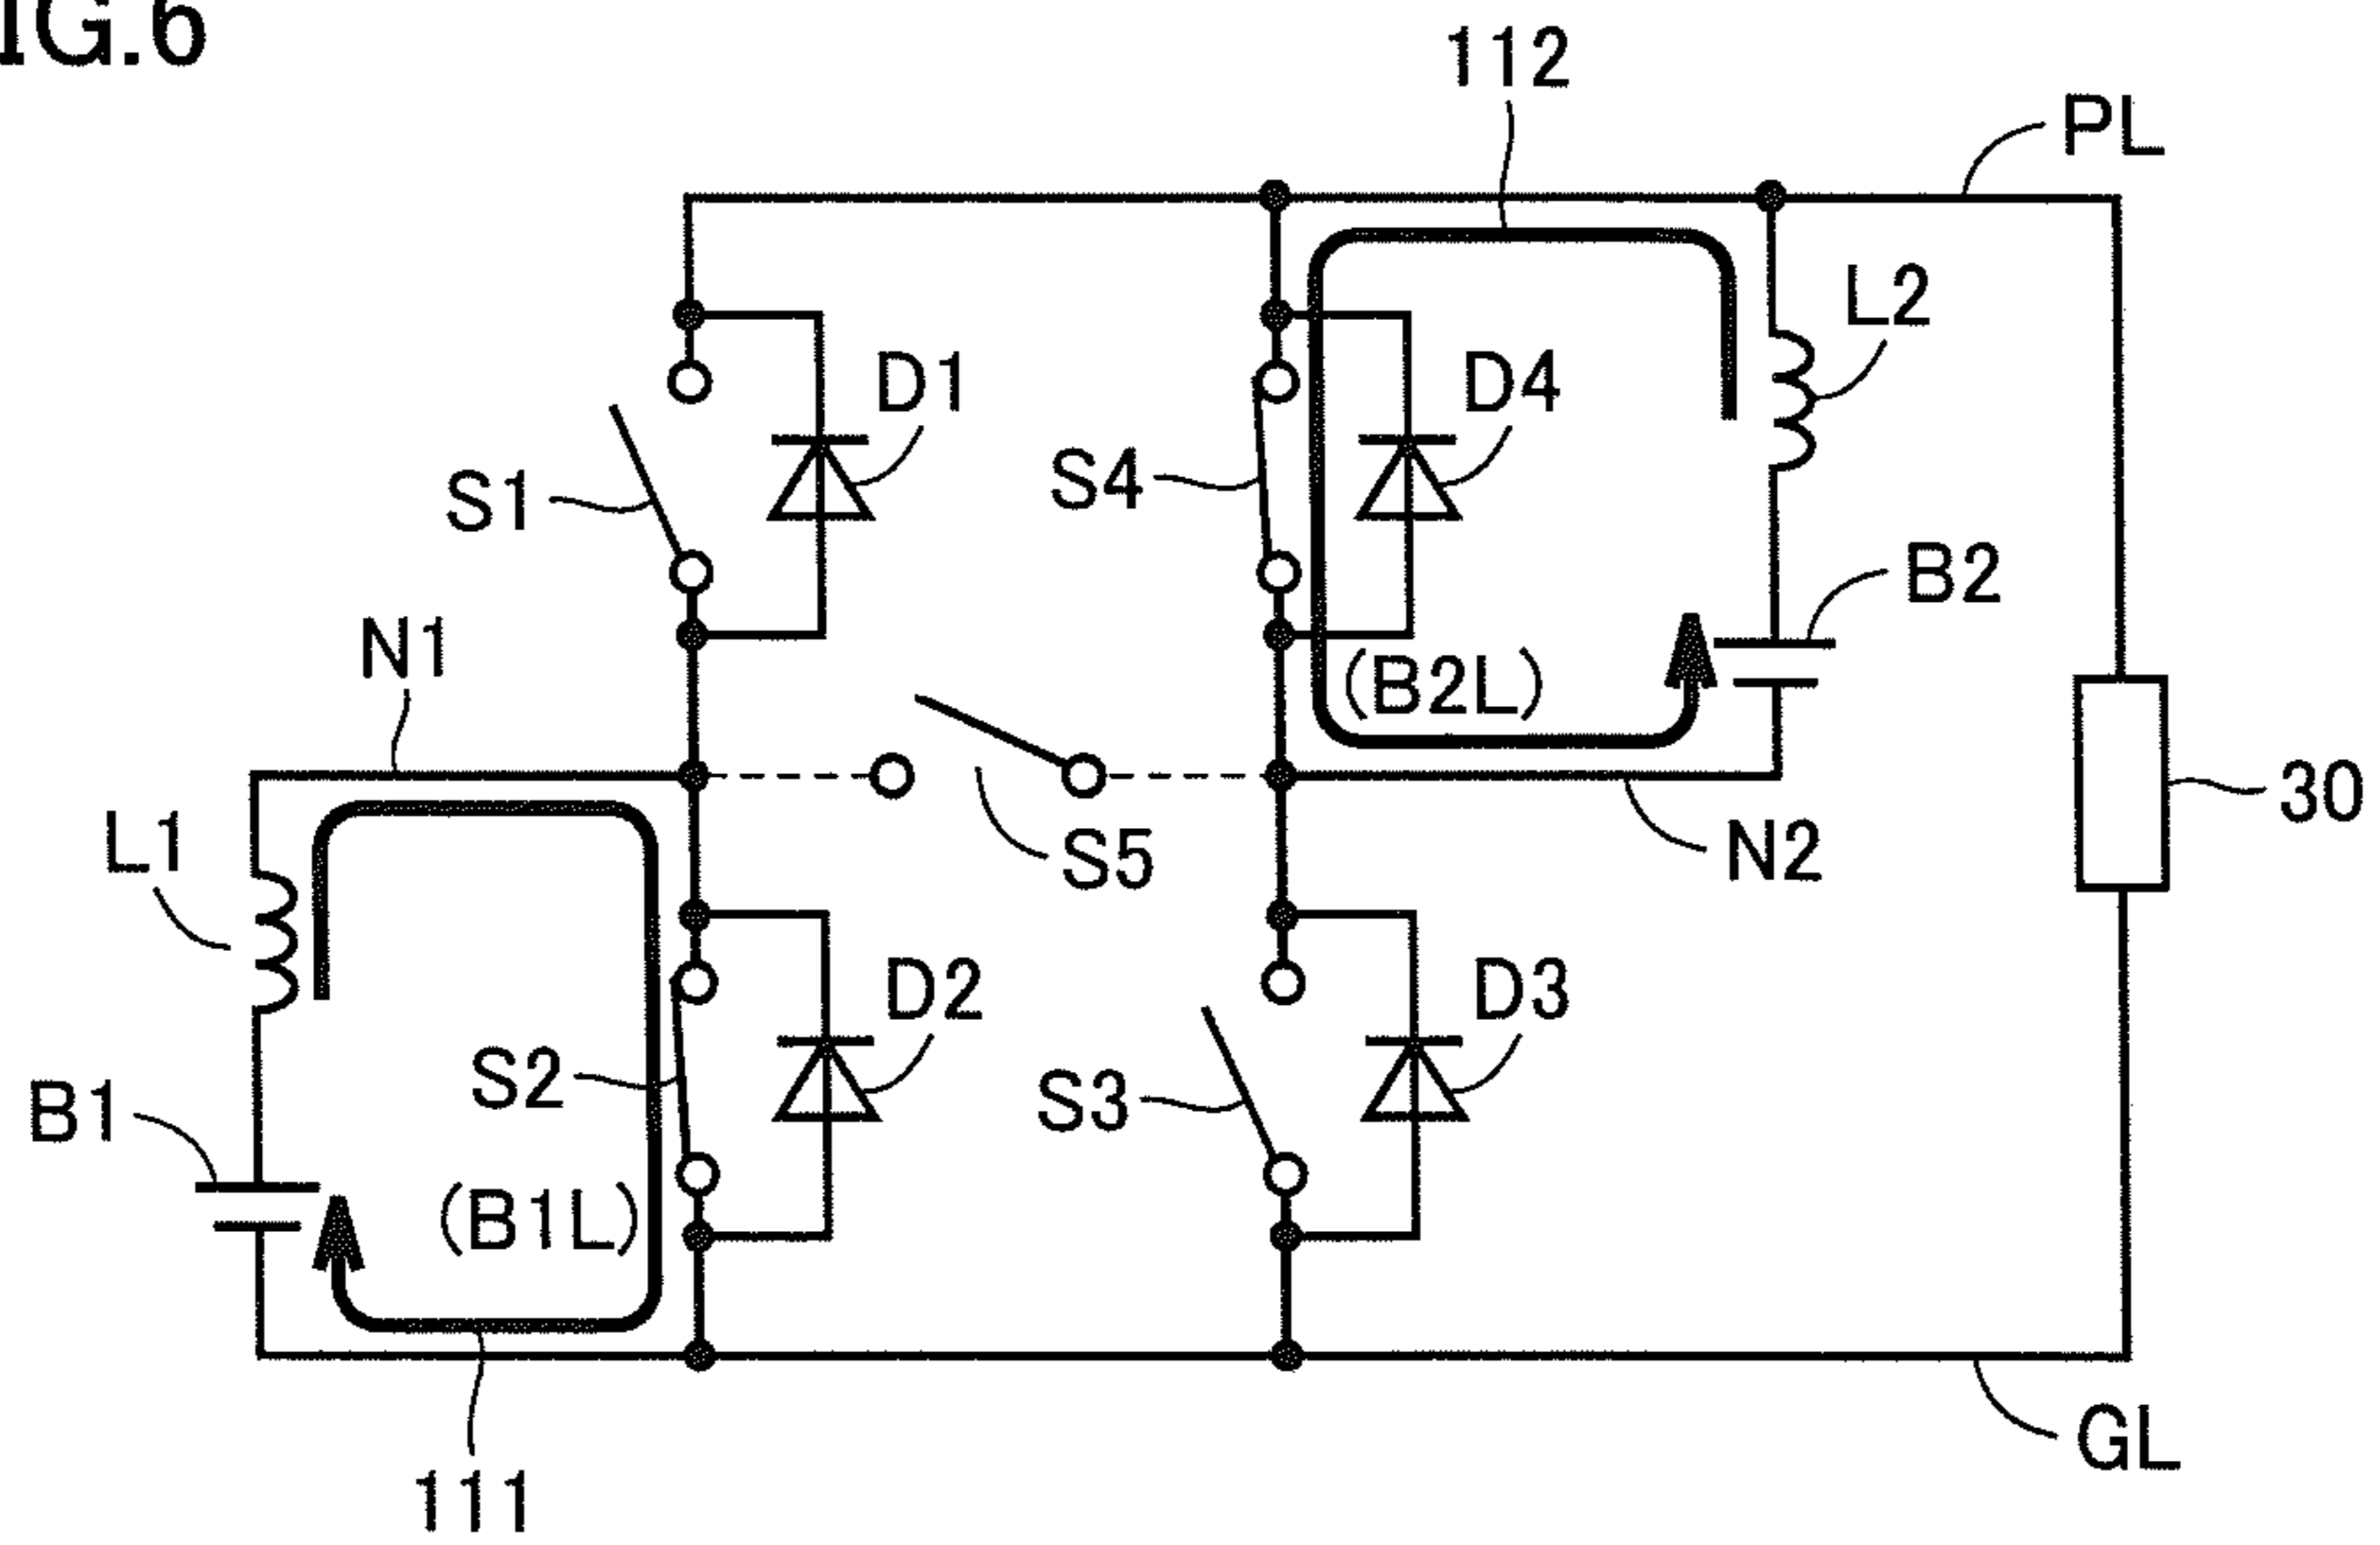 IG.6
112
PL
L2
D1
D4
S1
S4
B2
N1
(B2L)
30
S5
N2
L1
D2
D3
S2
S3
B1
(B1L)
GL
111